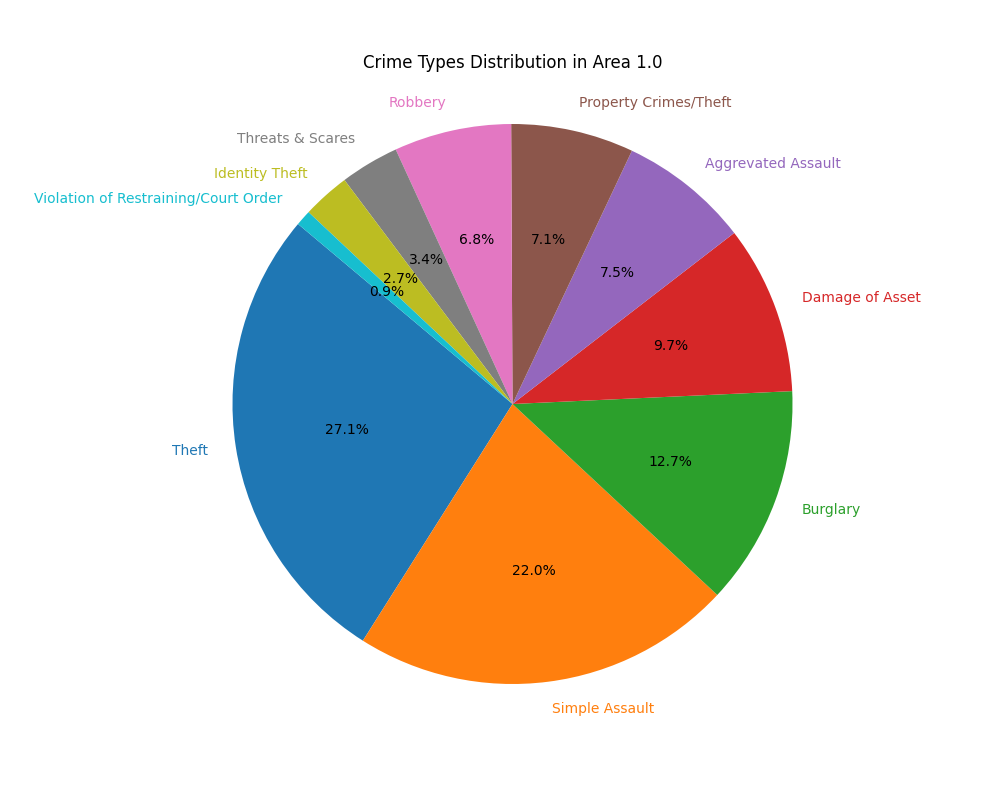 Crime Types Distribution in Area 1.0
Robbery
Property Crimes/Theft
Threats & Scares
Aggrevated Assault
Identity Theft
Violation of Restraining/Court Order
6.8%
7.1%
3.4%
7.5%
2.7%
0.9%
Damage of Asset
9.7%
27.1%
Theft
12.7%
Burglary
22.0%
Simple Assault